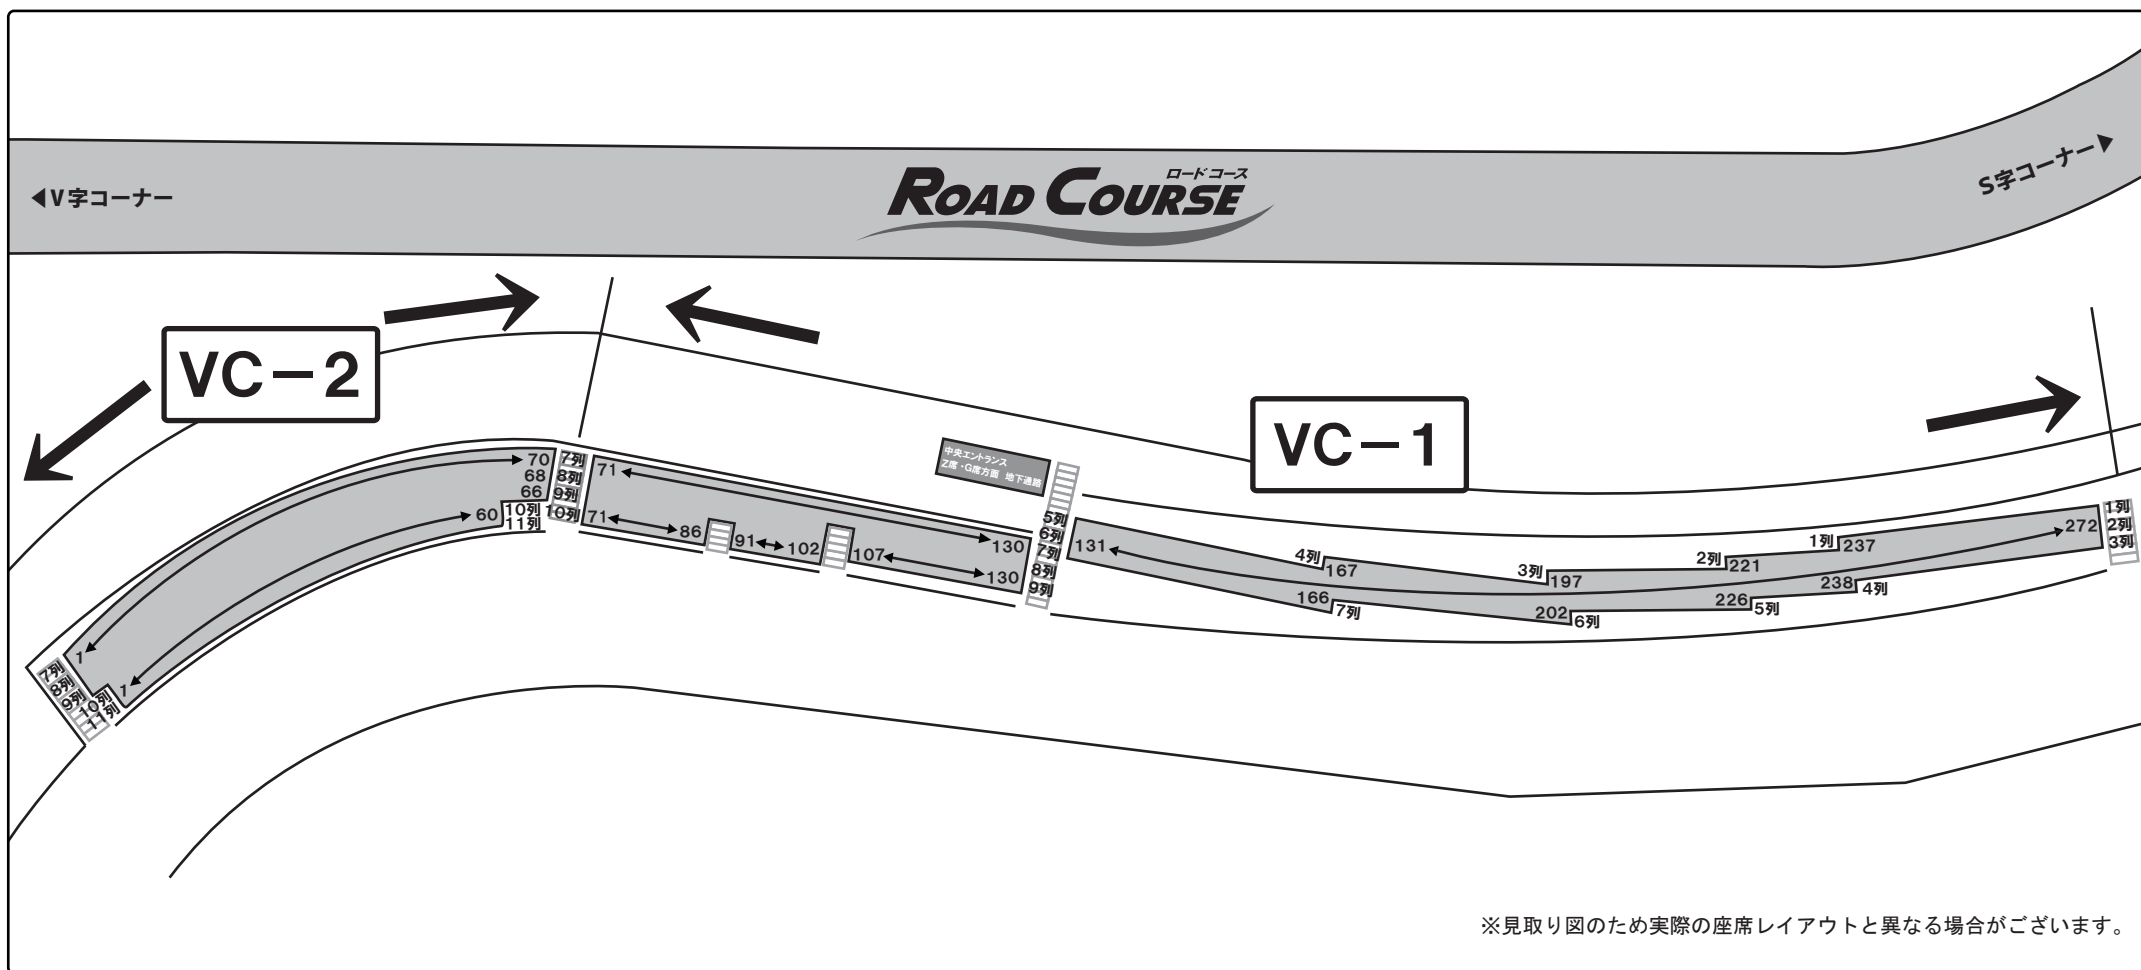 ◀V字コーナー
ロードコース
ROAD COURSE
S字コーナー▶
VC−2
VC−1
中央エントランス
Z席・G席方面 地下通路
70
68
66
60
1
1
7列
8列
9列
10列
11列
7列
8列
9列
10列
10列
11列
71
130
71
86
91
102
107
130
5列
6列
7列
8列
9列
131
4列
167
3列
197
2列
221
1列
237
272
166
7列
202
6列
226
5列
238
4列
1列
2列
3列
※見取り図のため実際の座席レイアウトと異なる場合がございます。